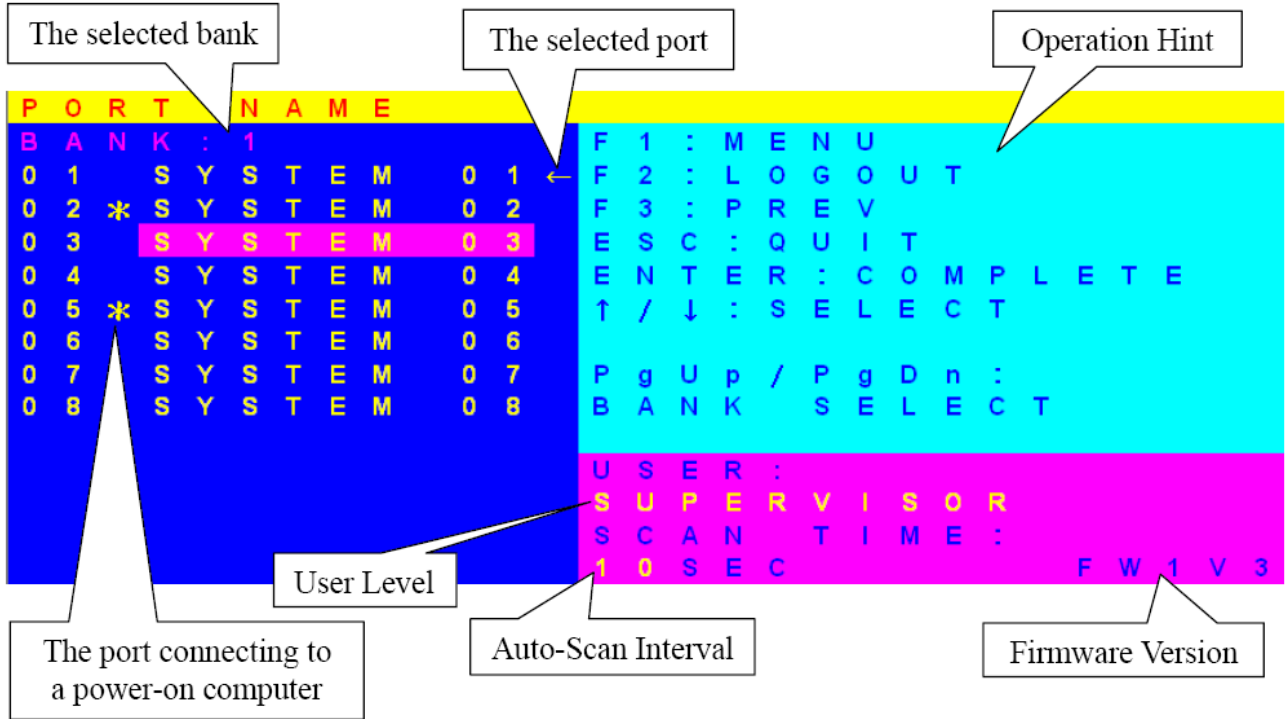 The selected bank
The selected port
Operation Hint
PORT NAME
BANK:1
01 SYSTEM 01 ←
02 * SYSTEM 02
03 SYSTEM 03
04 SYSTEM 04
05 * SYSTEM 05
06 SYSTEM 06
07 SYSTEM 07
08 SYSTEM 08
F1:MENU
F2:LOGOUT
F3:PREV
ESC:QUIT
ENTER:COMPLETE
↑/↓:SELECT
PgUp/PgDn:
BANK SELECT
USER:
SUPERVISOR
SCAN TIME:
10SEC FW1V3
User Level
Auto-Scan Interval
Firmware Version
The port connecting to
a power-on computer